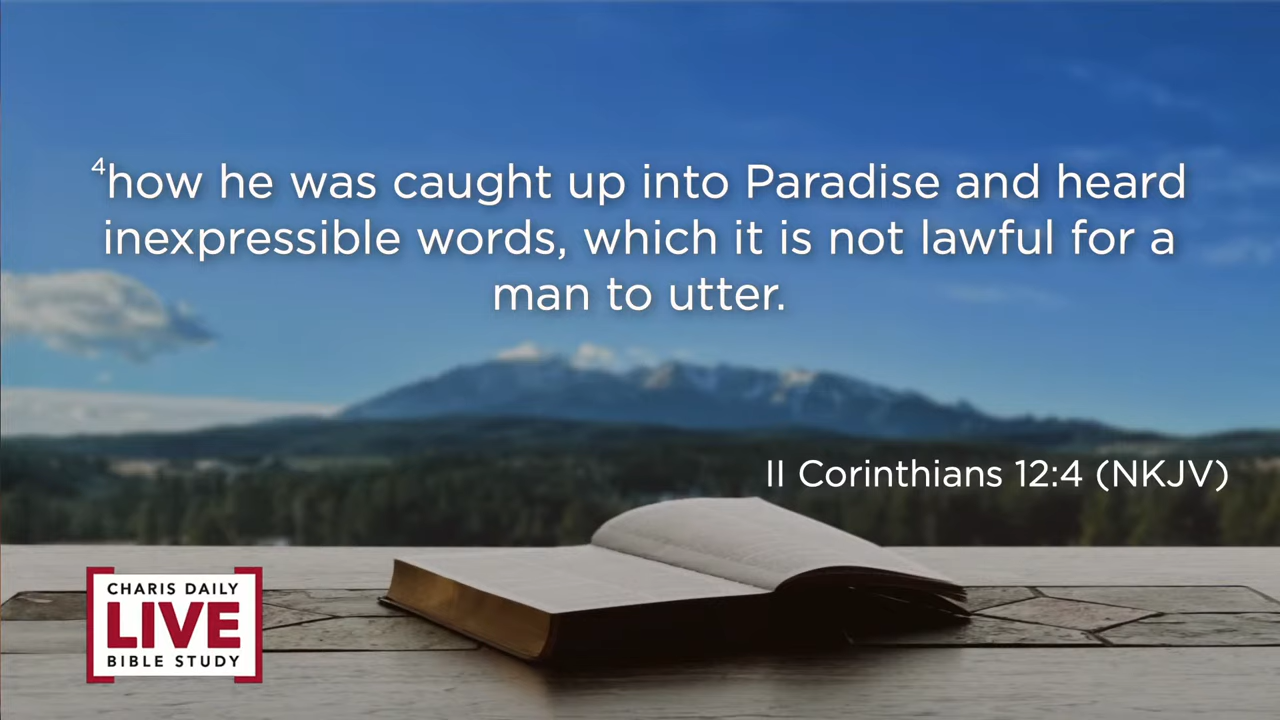 4how he was caught up into Paradise and heard
inexpressible words, which it is not lawful for a
man to utter.
II Corinthians 12:4 (NKJV)
CHARIS DAILY
LIVE
BIBLE STUDY